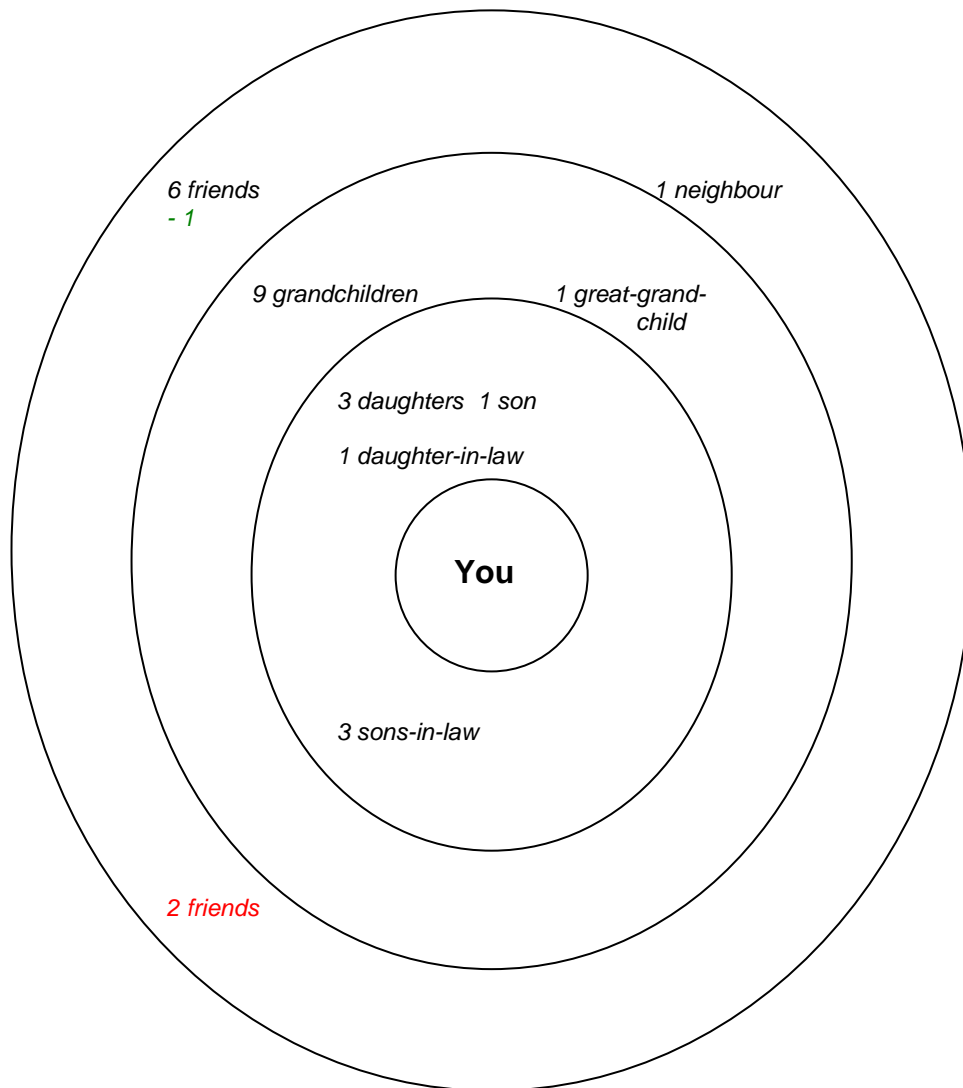 6 friends
1 neighbour
- 1
9 grandchildren
1 great-grand-
child
3 daughters 1 son
1 daughter-in-law
You
3 sons-in-law
2 friends